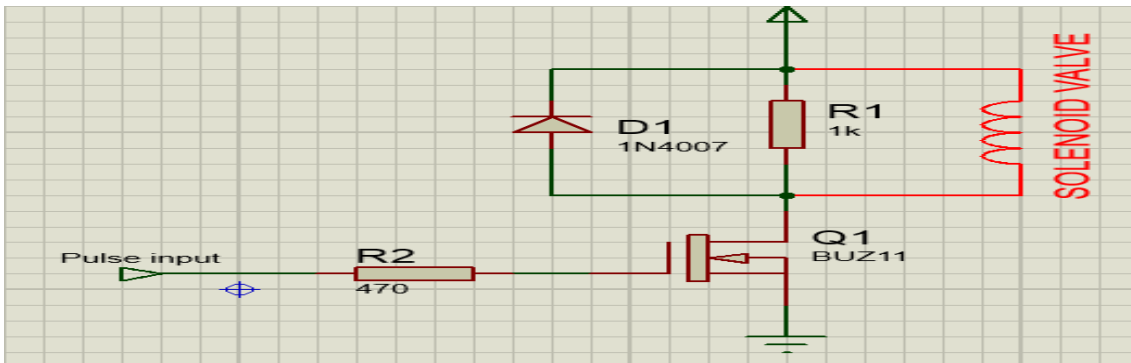 R1
1k
D1
1N4007
SOLENOID VALVE
Pulse input
R2
470
Q1
BUZ11